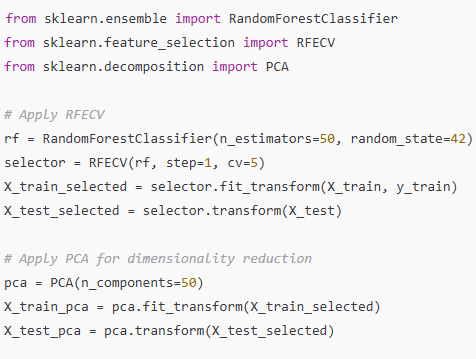 from sklearn.ensemble import RandomForestClassifier
from sklearn.feature_selection import RFECV
from sklearn.decomposition import PCA
# Apply RFECV
rf = RandomForestClassifier(n_estimators=50, random_state=42)
selector = RFECV(rf, step=1, cv=5)
X_train_selected = selector.fit_transform(X_train, y_train)
X_test_selected = selector.transform(X_test)
# Apply PCA for dimensionality reduction
pca = PCA(n_components=50)
X_train_pca = pca.fit_transform(X_train_selected)
X_test_pca = pca.transform(X_test_selected)